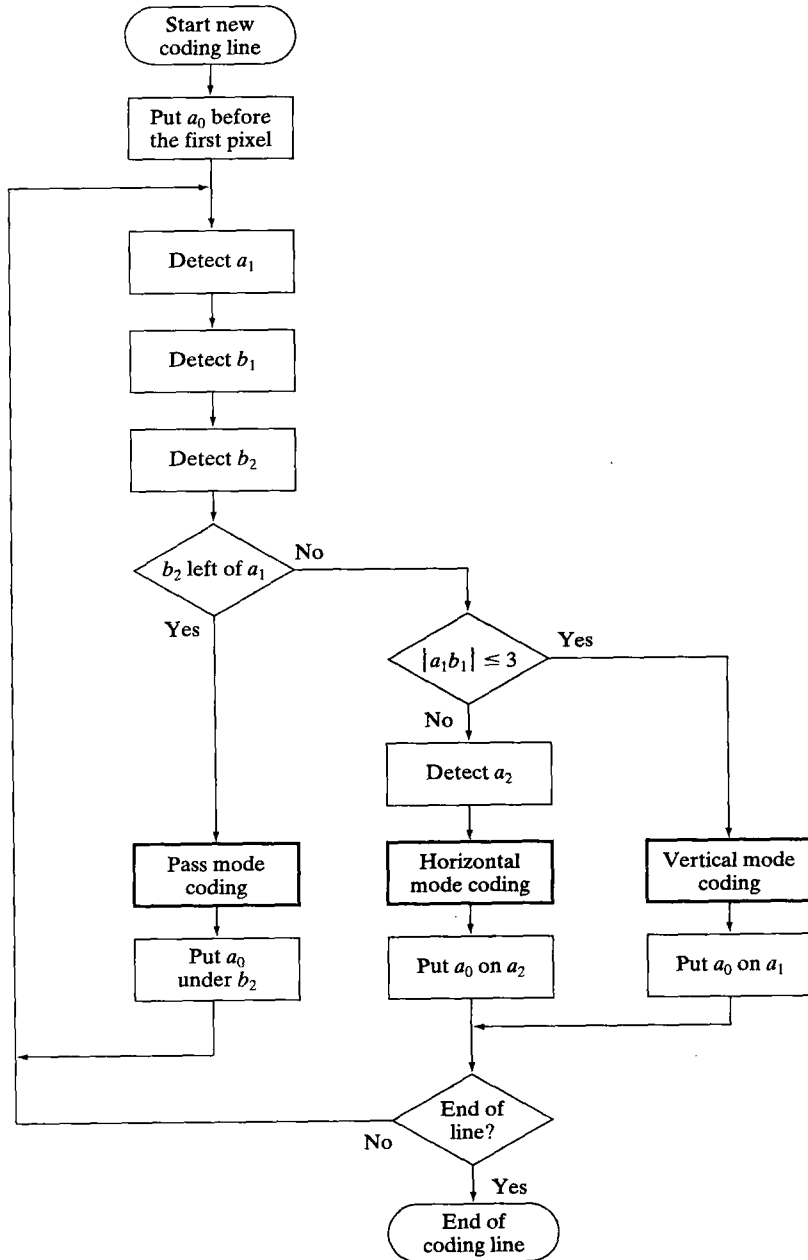 Start new
coding line
Put a₀ before
the first pixel
Detect a₁
Detect b₁
Detect b₂
b₂ left of a₁
No
Yes
|a₁b₁| ≤ 3
Yes
No
Detect a₂
Pass mode
coding
Horizontal
mode coding
Vertical mode
coding
Put a₀
under b₂
Put a₀ on a₂
Put a₀ on a₁
End of
line?
No
Yes
End of
coding line